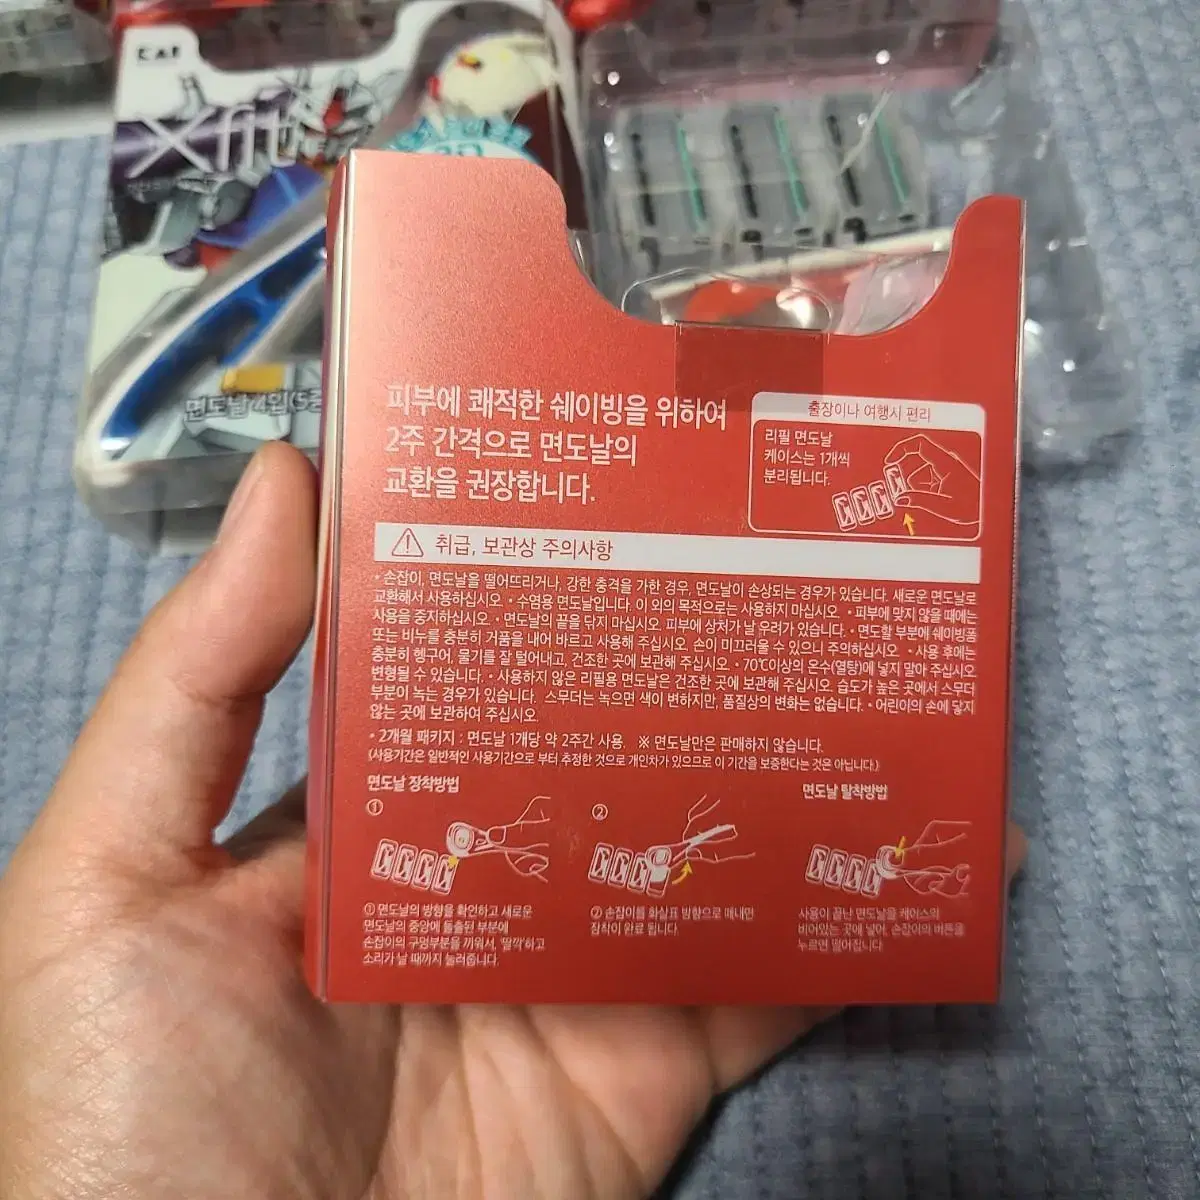 KAI
Xfit
면도날 4입(5중
피부에 쾌적한 쉐이빙을 위하여
2주 간격으로 면도날의
교환을 권장합니다.
출장이나 여행시 편리
리필 면도날
케이스는 1개씩
분리됩니다.
취급, 보관상 주의사항
• 손잡이, 면도날을 떨어뜨리거나, 강한 충격을 가한 경우, 면도날이 손상되는 경우가 있습니다. 새로운 면도날로
교환해서 사용하십시오. • 수염용 면도날입니다. 이 외의 목적으로는 사용하지 마십시오. • 피부에 맞지 않을 때에는
사용을 중지하십시오. • 면도날의 끝을 닦지 마십시오. 피부에 상처가 날 우려가 있습니다. • 면도할 부분에 쉐이빙폼
또는 비누를 충분히 거품을 내어 바르고 사용해 주십시오. 손이 미끄러울 수 있으니 주의하십시오. • 사용 후에는
충분히 헹구어, 물기를 잘 털어내고, 건조한 곳에 보관해 주십시오. • 70℃이상의 온수(열탕)에 넣지 말아 주십시오.
변형될 수 있습니다. • 사용하지 않은 리필용 면도날은 건조한 곳에 보관해 주십시오. 습도가 높은 곳에서 스무더
부분이 녹는 경우가 있습니다. 스무더는 녹으면 색이 변하지만, 품질상의 변화는 없습니다. • 어린이의 손에 닿지
않는 곳에 보관하여 주십시오.
• 2개월 패키지 : 면도날 1개당 약 2주간 사용. ※ 면도날만은 판매하지 않습니다.
(사용기간은 일반적인 사용기간으로 부터 추정한 것으로 개인차가 있으므로 이 기간을 보증한다는 것은 아닙니다.)
면도날 장착방법
면도날 탈착방법
①
②
① 면도날의 방향을 확인하고 새로운
면도날의 중앙에 돌출된 부분에
손잡이의 구멍부분을 끼워서, '딸깍'하고
소리가 날 때까지 눌러줍니다.
② 손잡이를 화살표 방향으로 떼내면
장착이 완료 됩니다.
사용이 끝난 면도날을 케이스의
비어있는 곳에 넣어, 손잡이의 버튼을
누르면 떨어집니다.